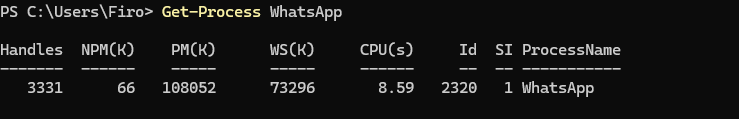 PS C:\Users\Firo> Get-Process WhatsApp
Handles  NPM(K)    PM(K)      WS(K)     CPU(s)     Id  SI ProcessName
-------  ------    -----      -----     ------     --  -- -----------
   3331      66   108052      73296       8.59   2320   1 WhatsApp